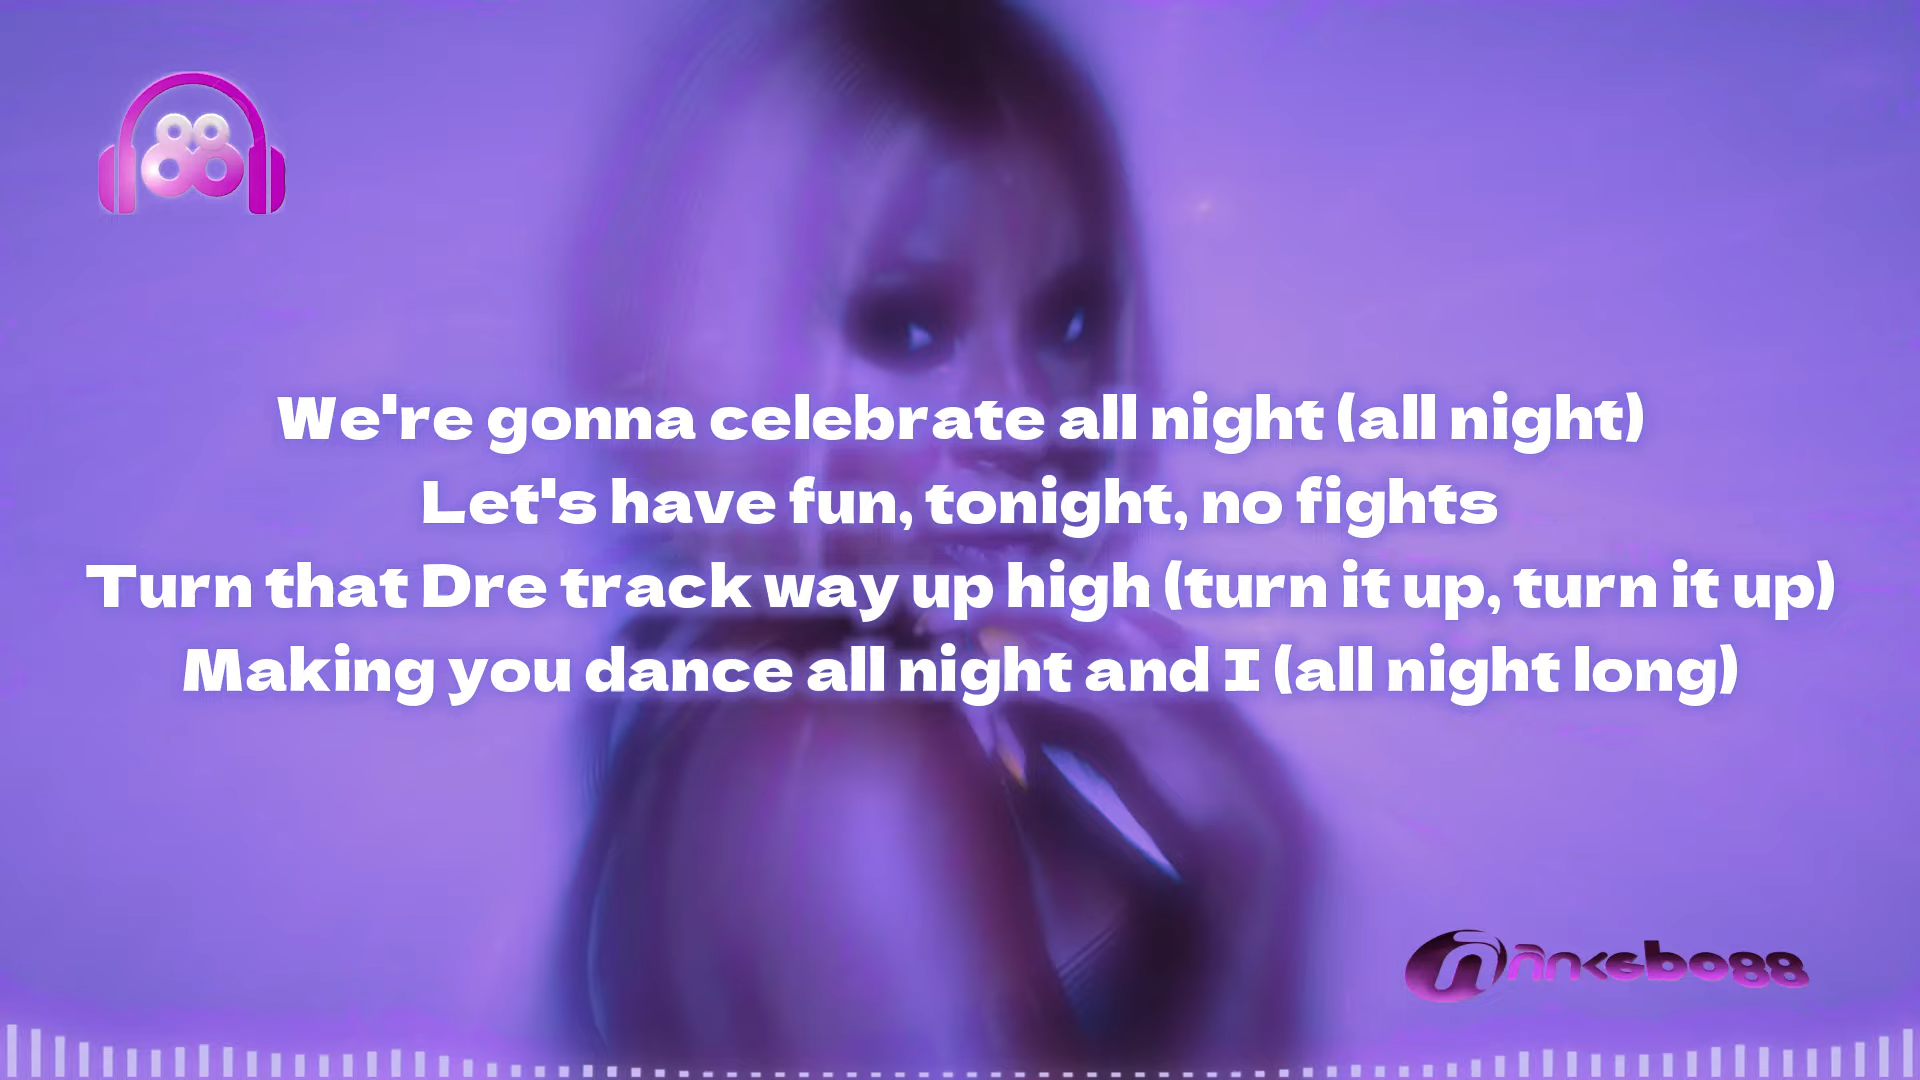 88
We're gonna celebrate all night (all night)
Let's have fun, tonight, no fights
Turn that Dre track way up high (turn it up, turn it up)
Making you dance all night and I (all night long)